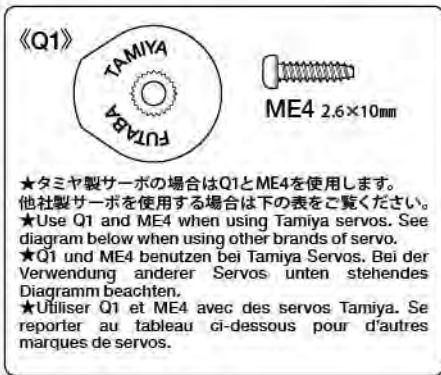 《Q1》
TAMIYA
FUTABA
ME4 2.6×10㎜
★タミヤ製サーボの場合はQ1とME4を使用します。
他社製サーボを使用する場合は下の表をご覧ください。
★Use Q1 and ME4 when using Tamiya servos. See
diagram below when using other brands of servo.
★Q1 und ME4 benutzen bei Tamiya Servos. Bei der
Verwendung anderer Servos unten stehendes
Diagramm beachten.
★Utiliser Q1 et ME4 avec des servos Tamiya. Se
reporter au tableau ci-dessous pour d'autres
marques de servos.